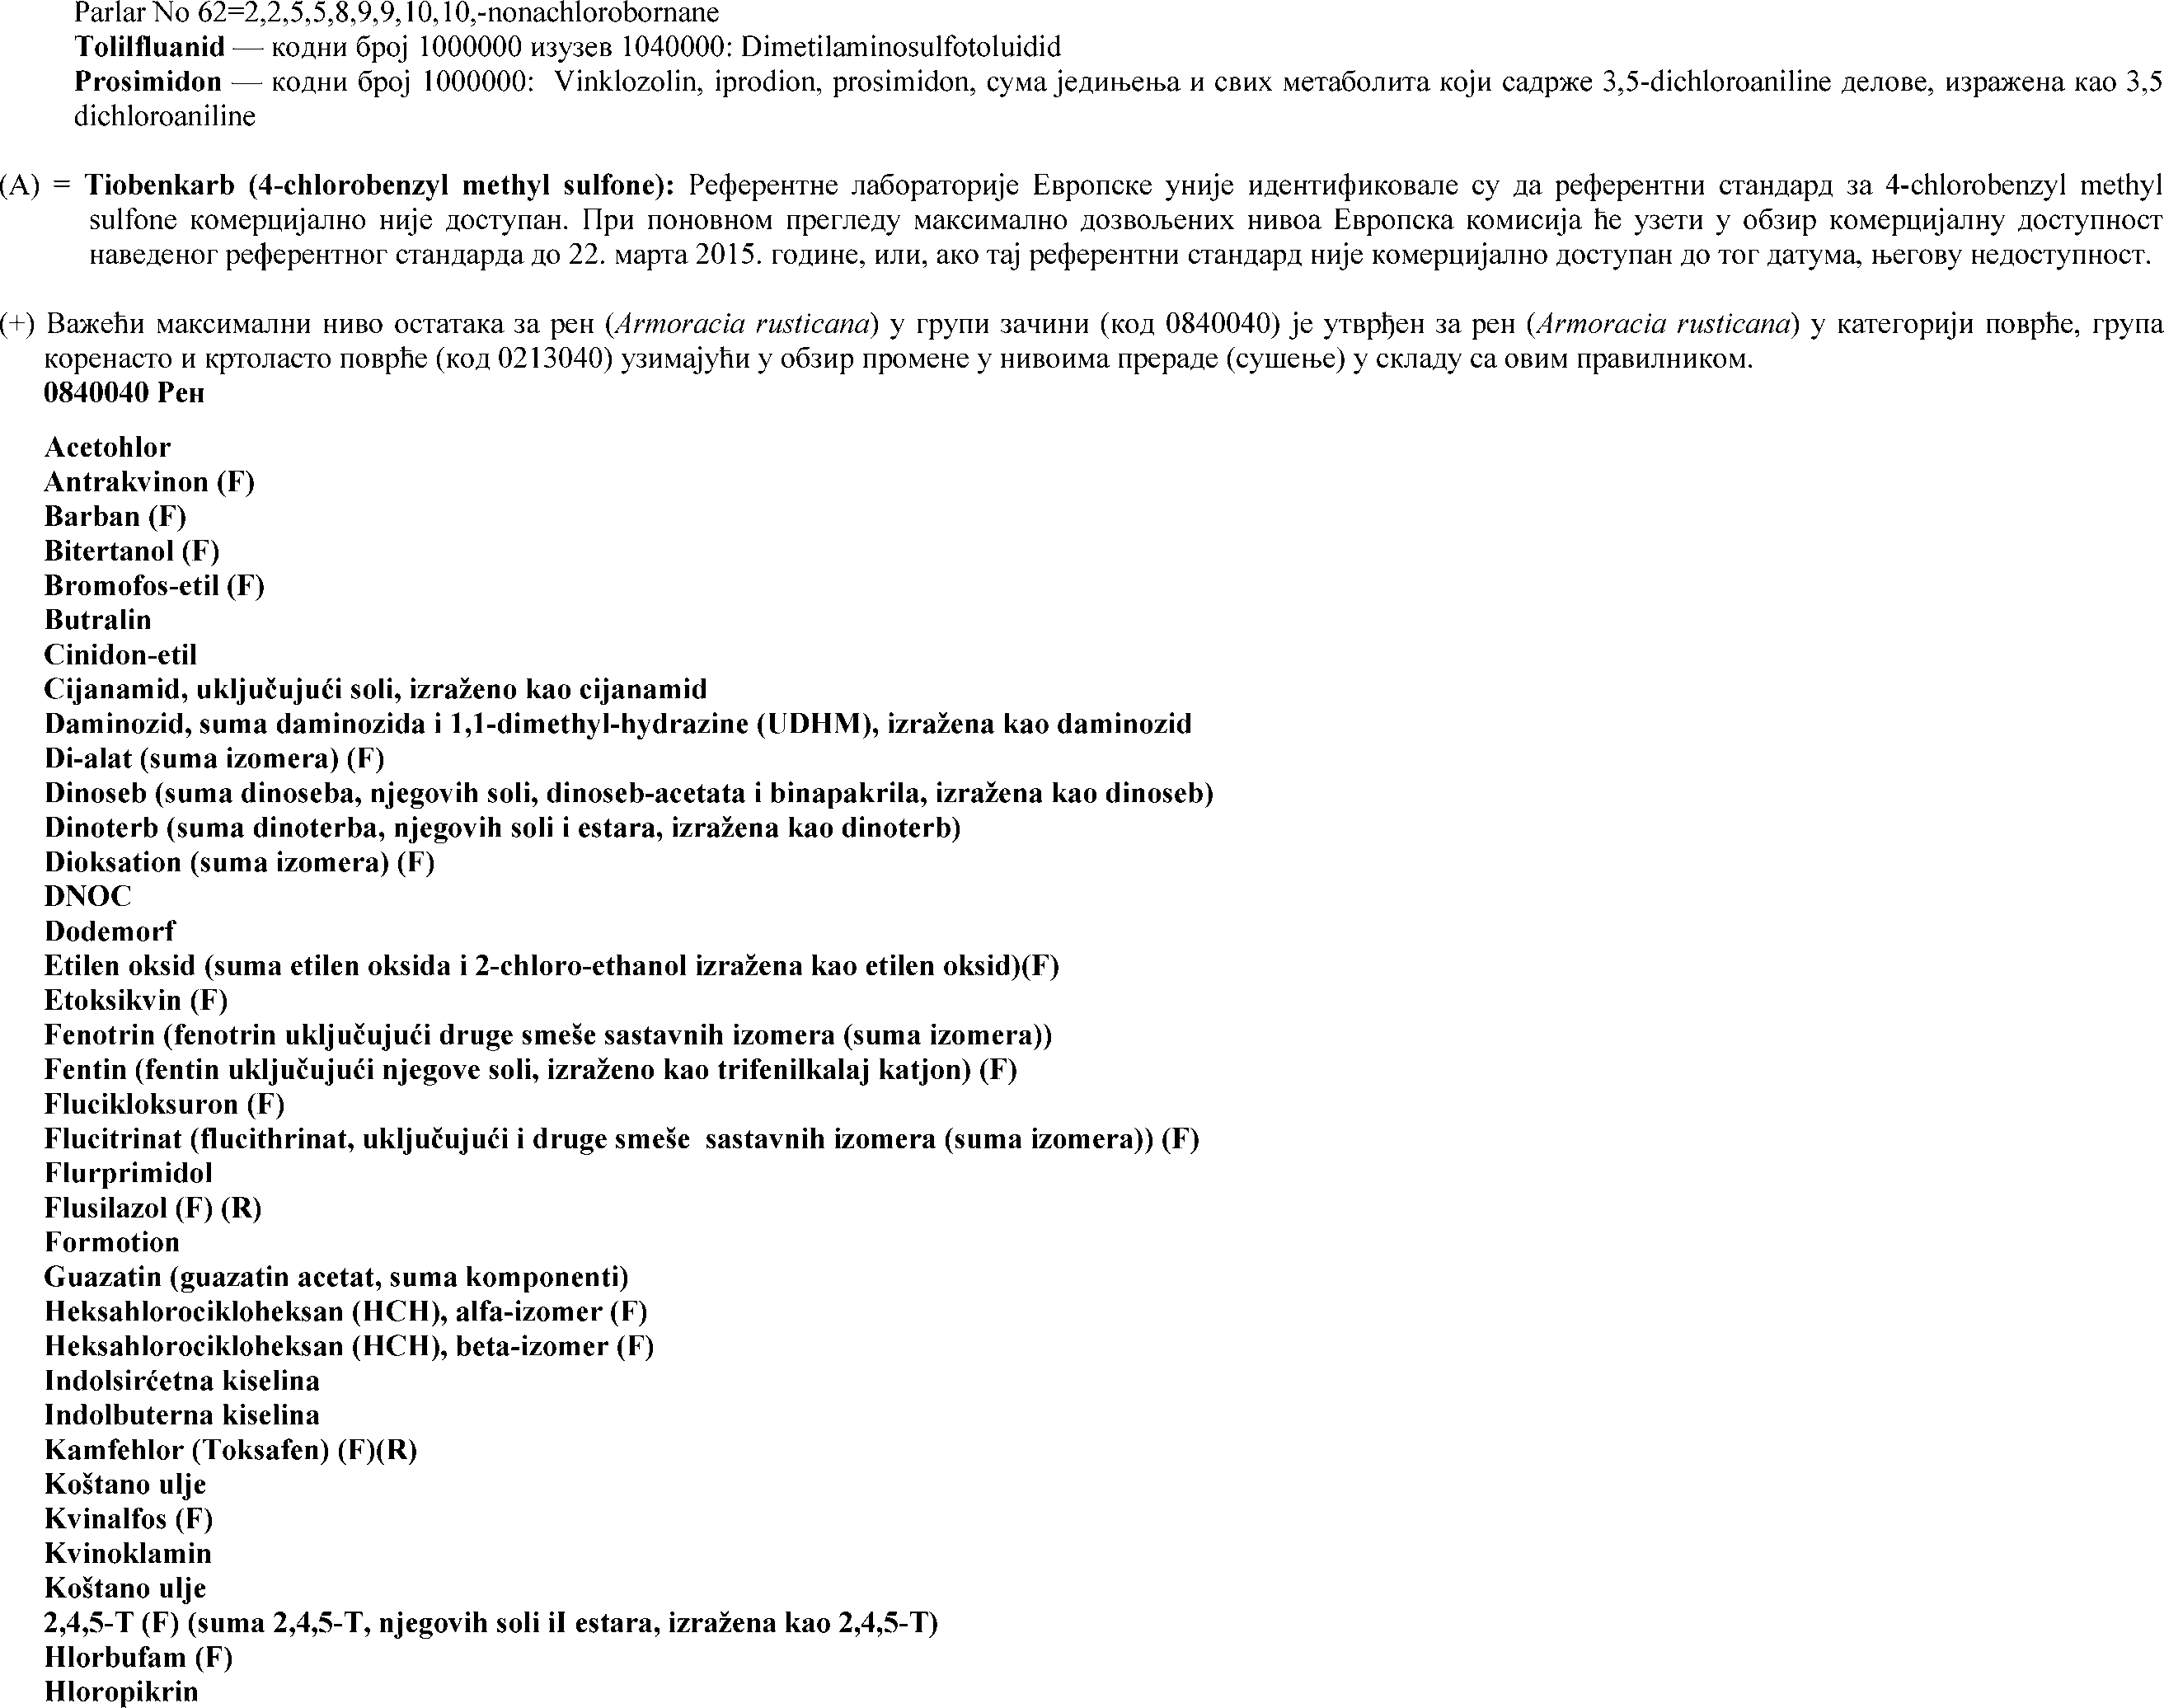 Parlar No 62=2,2,5,5,8,9,9,10,10,-nonachlorobornane
Tolilfluanid — кодни број 1000000 изузев 1040000: Dimetilaminosulfotoluidid
Prosimidon — кодни број 1000000: Vinklozolin, iprodion, prosimidon, сума једињења и свих метаболита који садрже 3,5-dichloroaniline делове, изражена као 3,5
dichloroaniline
(A) = Tiobenkarb (4-chlorobenzyl methyl sulfone): Референтне лабораторије Европске уније идентификовале су да референтни стандард за 4-chlorobenzyl methyl
sulfone комерцијално није доступан. При поновном прегледу максимално дозвољених нивоа Европска комисија ће узети у обзир комерцијалну доступност
наведеног референтног стандарда до 22. марта 2015. године, или, ако тај референтни стандард није комерцијално доступан до тог датума, његову недоступност.
(+) Важећи максимални ниво остатака за рен (Armoracia rusticana) у групи зачини (код 0840040) је утврђен за рен (Armoracia rusticana) у категорији поврће, група
коренасто и кртоласто поврће (код 0213040) узимајући у обзир промене у нивоима прераде (сушење) у складу са овим правилником.
0840040 Рен
Acetohlor
Antrakvinon (F)
Barban (F)
Bitertanol (F)
Bromofos-etil (F)
Butralin
Cinidon-etil
Cijanamid, uključujući soli, izraženo kao cijanamid
Daminozid, suma daminozida i 1,1-dimethyl-hydrazine (UDHM), izražena kao daminozid
Di-alat (suma izomera) (F)
Dinoseb (suma dinoseba, njegovih soli, dinoseb-acetata i binapakrila, izražena kao dinoseb)
Dinoterb (suma dinoterba, njegovih soli i estara, izražena kao dinoterb)
Dioksation (suma izomera) (F)
DNOC
Dodemorf
Etilen oksid (suma etilen oksida i 2-chloro-ethanol izražena kao etilen oksid)(F)
Etoksikvin (F)
Fenotrin (fenotrin uključujući druge smeše sastavnih izomera (suma izomera))
Fentin (fentin uključujući njegove soli, izraženo kao trifenilkalaj katjon) (F)
Flucikloksuron (F)
Flucitrinat (flucithrinat, uključujući i druge smeše  sastavnih izomera (suma izomera)) (F)
Flurprimidol
Flusilazol (F) (R)
Formotion
Guazatin (guazatin acetat, suma komponenti)
Heksahlorocikloheksan (HCH), alfa-izomer (F)
Heksahlorocikloheksan (HCH), beta-izomer (F)
Indolsirćetna kiselina
Indolbuterna kiselina
Kamfehlor (Toksafen) (F)(R)
Koštano ulje
Kvinalfos (F)
Kvinoklamin
Koštano ulje
2,4,5-T (F) (suma 2,4,5-T, njegovih soli iI estara, izražena kao 2,4,5-T)
Hlorbufam (F)
Hloropikrin